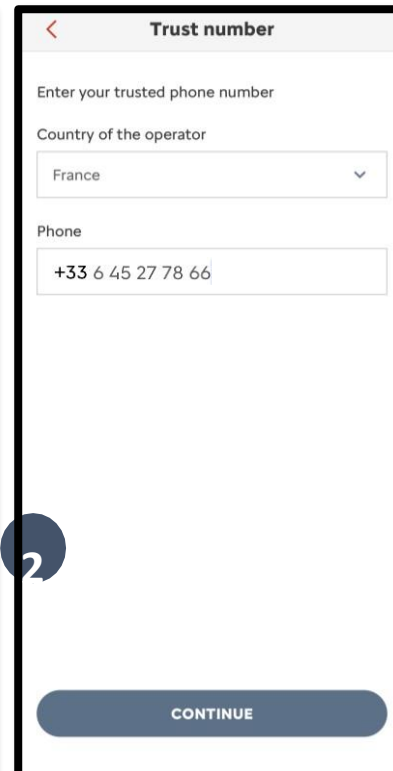 Trust number
Enter your trusted phone number
Country of the operator
France
Phone
+33 6 45 27 78 66
2
CONTINUE